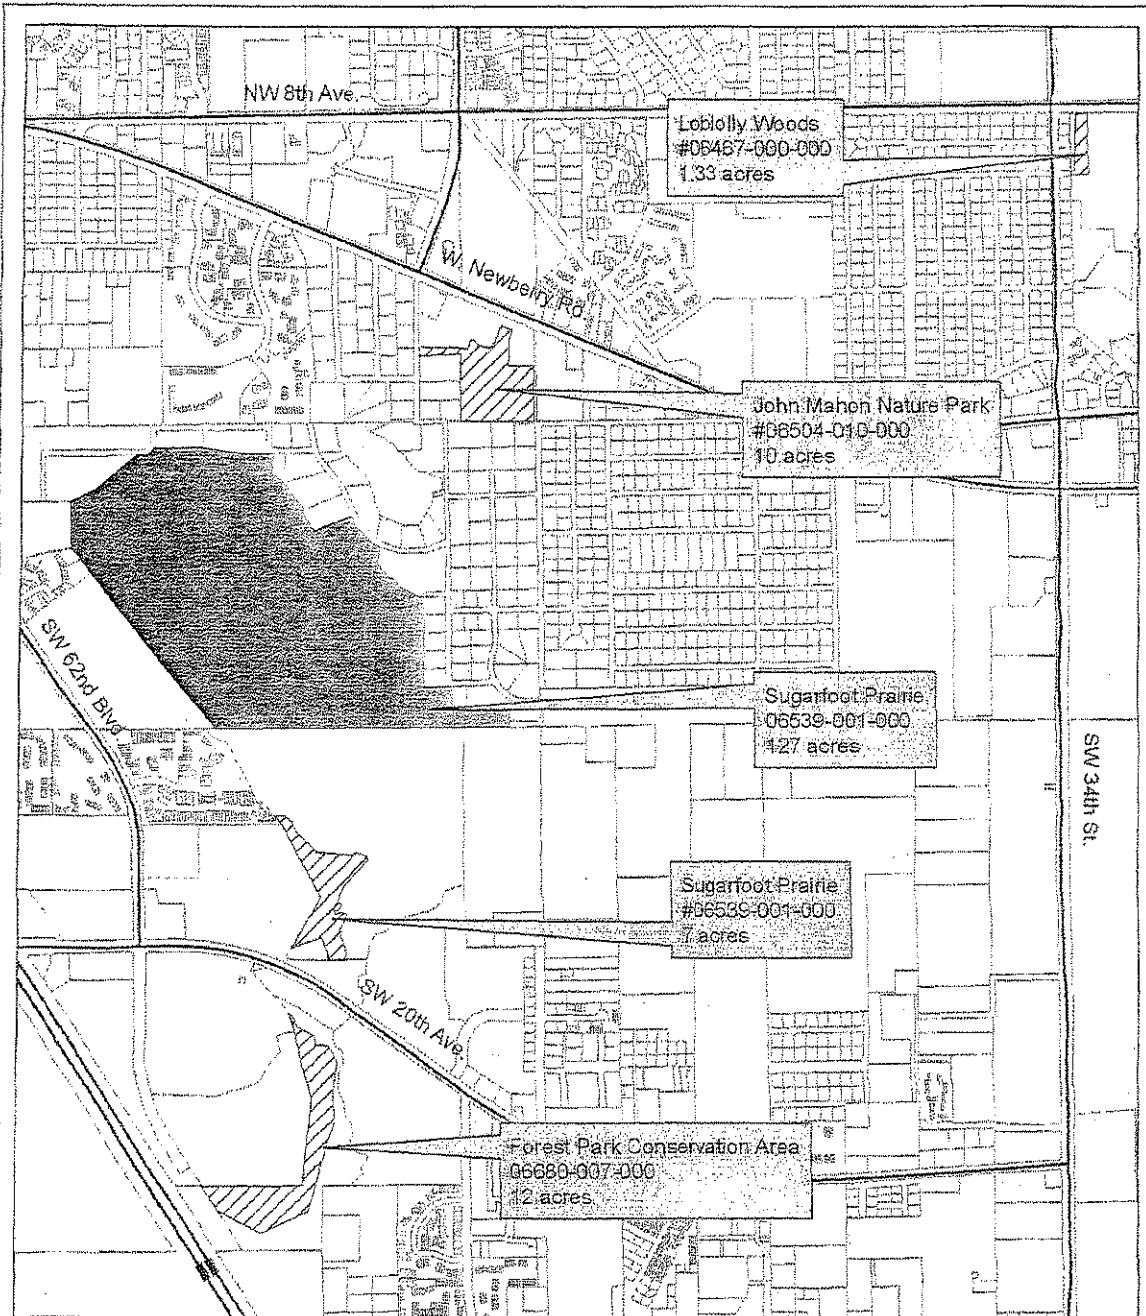 NW 8th Ave.
Loblolly Woods
#06467-000-000
1.33 acres
W. Newberry Rd.
John Mahon Nature Park
#06504-010-000
10 acres
SW 62nd Blvd
Sugarfoot Prairie
06539-001-000
127 acres
SW 34th St.
Sugarfoot Prairie
#06539-001-000
7 acres
SW 20th Ave.
Forest Park Conservation Area
06680-007-000
12 acres